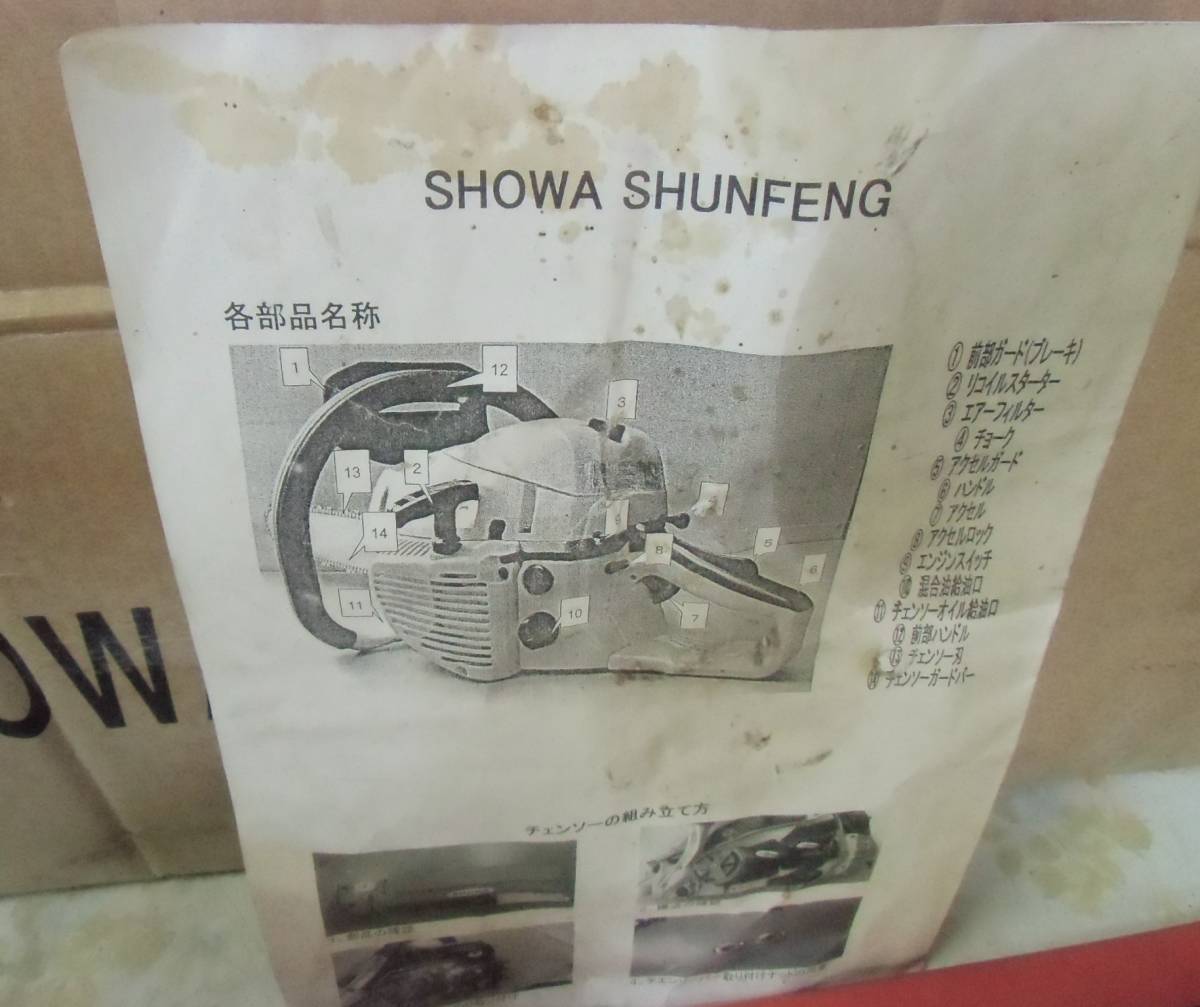 SHOWA SHUNFENG
各部品名称
1
12
3
13
2
14
8
5
6
11
10
7
① 前部ガード(ブレーキ)
② リコイルスターター
③ エアーフィルター
④ チョーク
⑤ アクセルガード
⑥ ハンドル
⑦ アクセル
⑧ アクセルロック
⑨ エンジンスイッチ
⑩ 混合油給油口
⑪ チェンソーオイル給油口
⑫ 前部ハンドル
⑬ チェンソー刃
⑭ チェンソーガードバー
OW
チェンソーの組み立て方